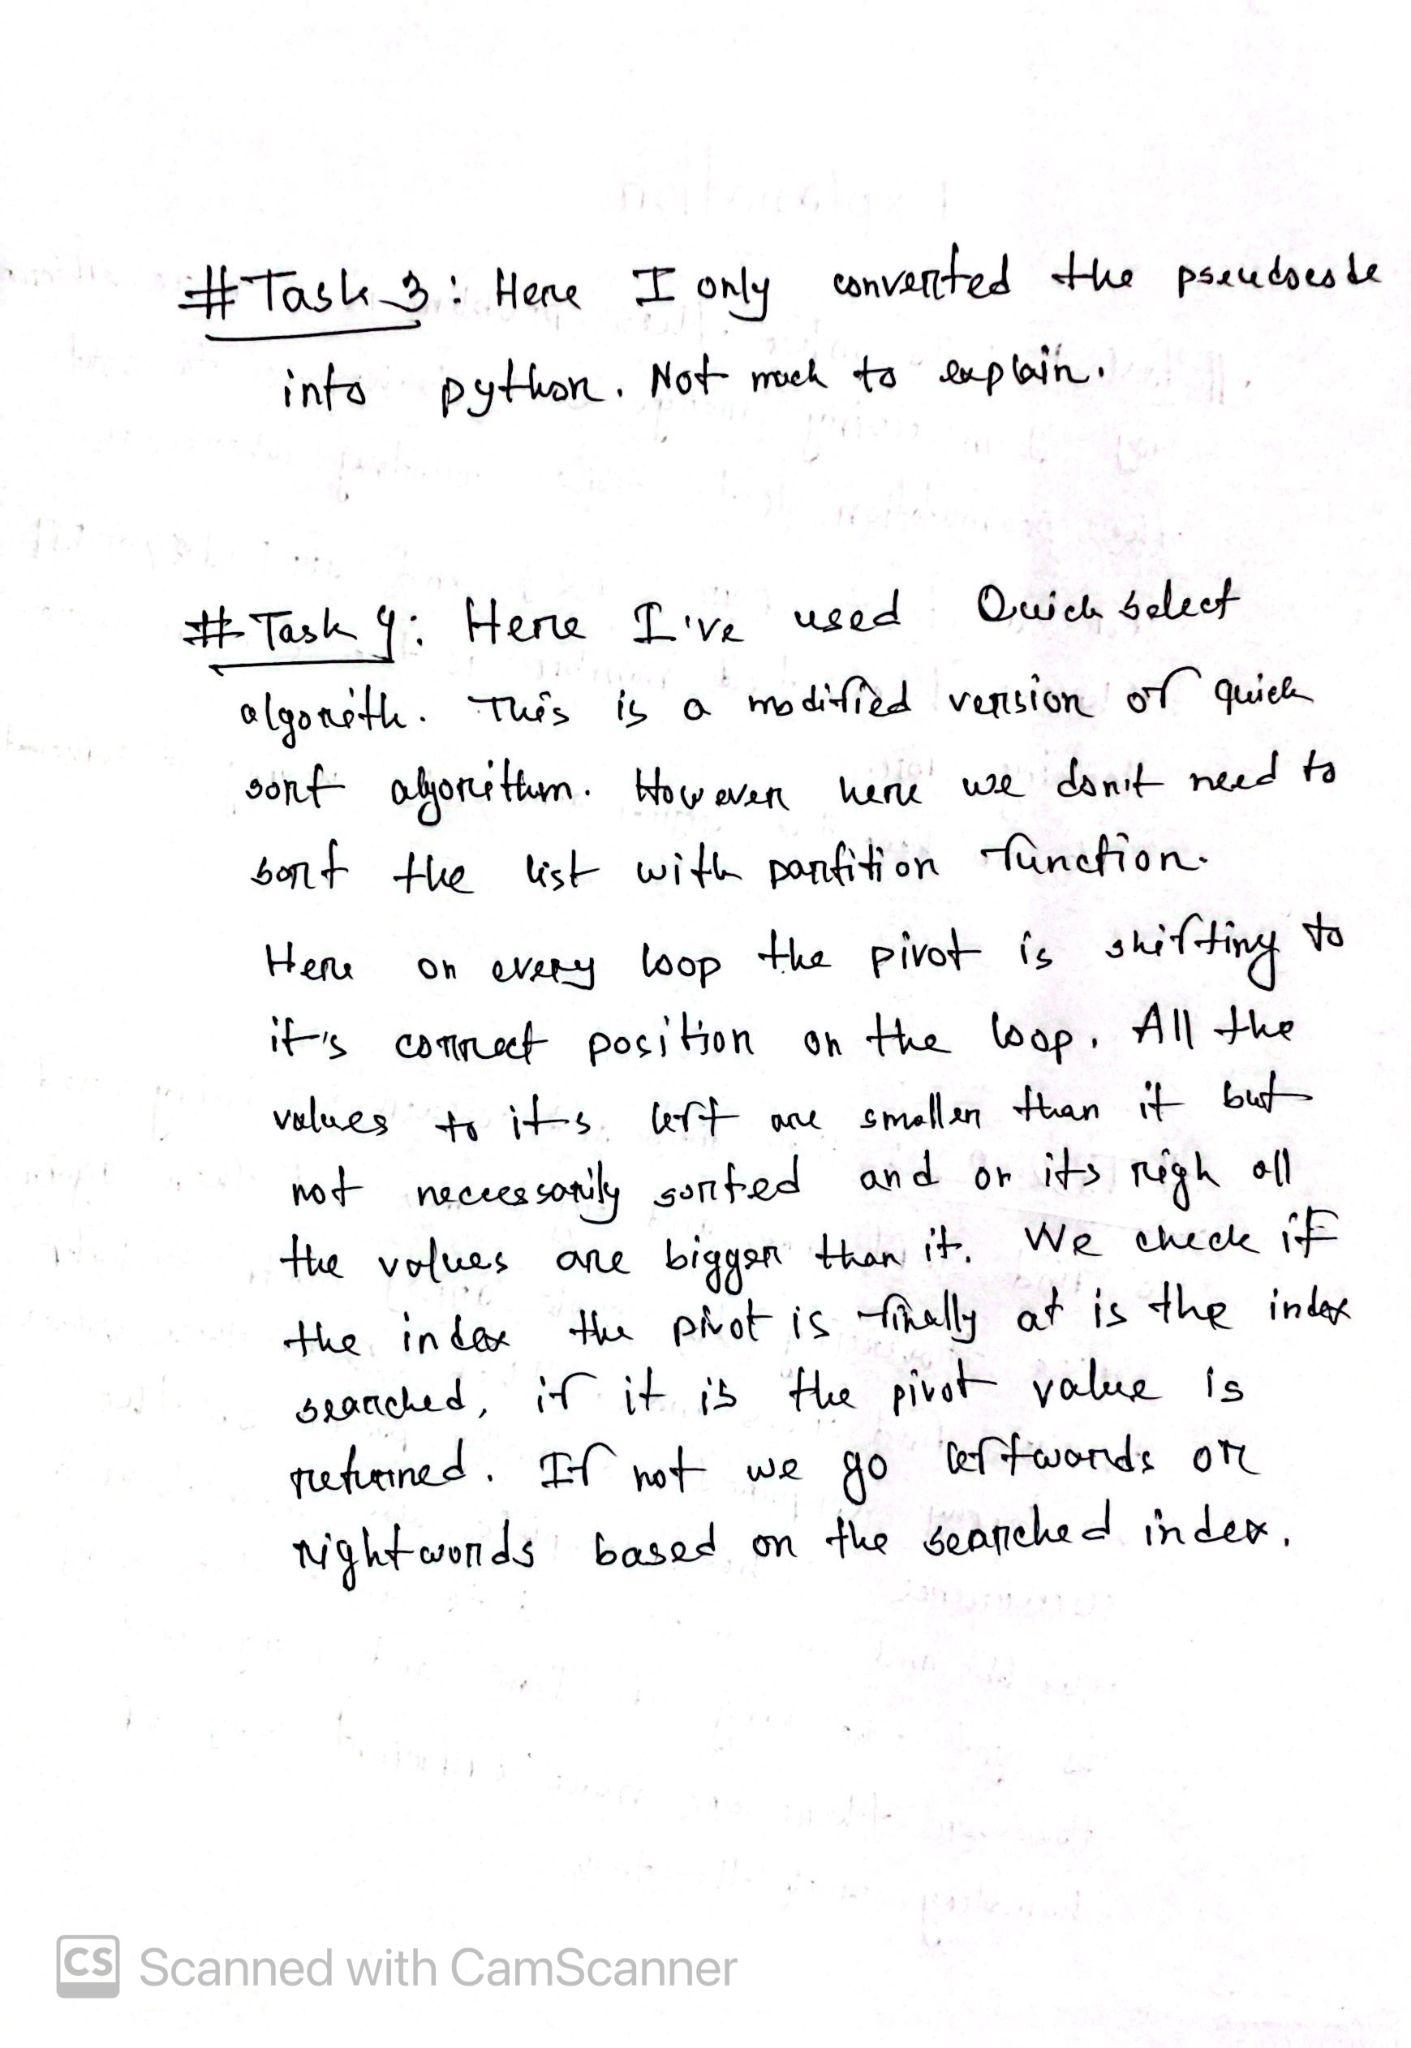 #Task 3: Here I only converted the pseudocode
into python. Not much to explain.
#Task 4: Here I've used Quick Select
algorith. This is a modified version of quick
sort algorithm. However here we don't need to
sort the list with partition function.
Here on every loop the pivot is shifting to
it's correct position on the loop. All the
values to its left are smaller than it but
not necessarily sorted and on its righ all
the values are bigger than it. We check if
the index the pivot is finally at is the index
searched, if it is the pivot value is
returned. If not we go leftwards or
rightwards based on the searched index.
CS Scanned with CamScanner